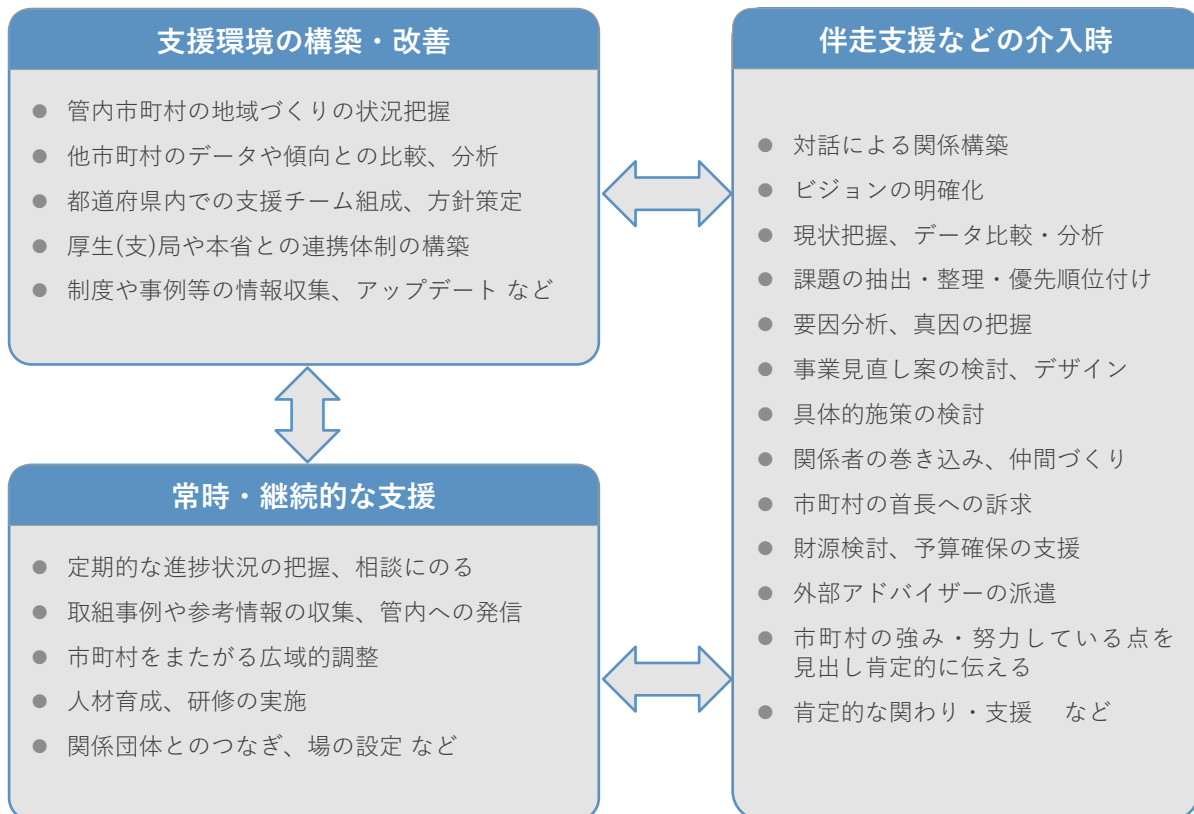 支援環境の構築・改善
● 管内市町村の地域づくりの状況把握
● 他市町村のデータや傾向との比較、分析
● 都道府県内での支援チーム組成、方針策定
● 厚生(支)局や本省との連携体制の構築
● 制度や事例等の情報収集、アップデート など
常時・継続的な支援
● 定期的な進捗状況の把握、相談にのる
● 取組事例や参考情報の収集、管内への発信
● 市町村をまたがる広域的調整
● 人材育成、研修の実施
● 関係団体とのつなぎ、場の設定 など
伴走支援などの介入時
● 対話による関係構築
● ビジョンの明確化
● 現状把握、データ比較・分析
● 課題の抽出・整理・優先順位付け
● 要因分析、真因の把握
● 事業見直し案の検討、デザイン
● 具体的施策の検討
● 関係者の巻き込み、仲間づくり
● 市町村の首長への訴求
● 財源検討、予算確保の支援
● 外部アドバイザーの派遣
● 市町村の強み・努力している点を
見出し肯定的に伝える
● 肯定的な関わり・支援 など